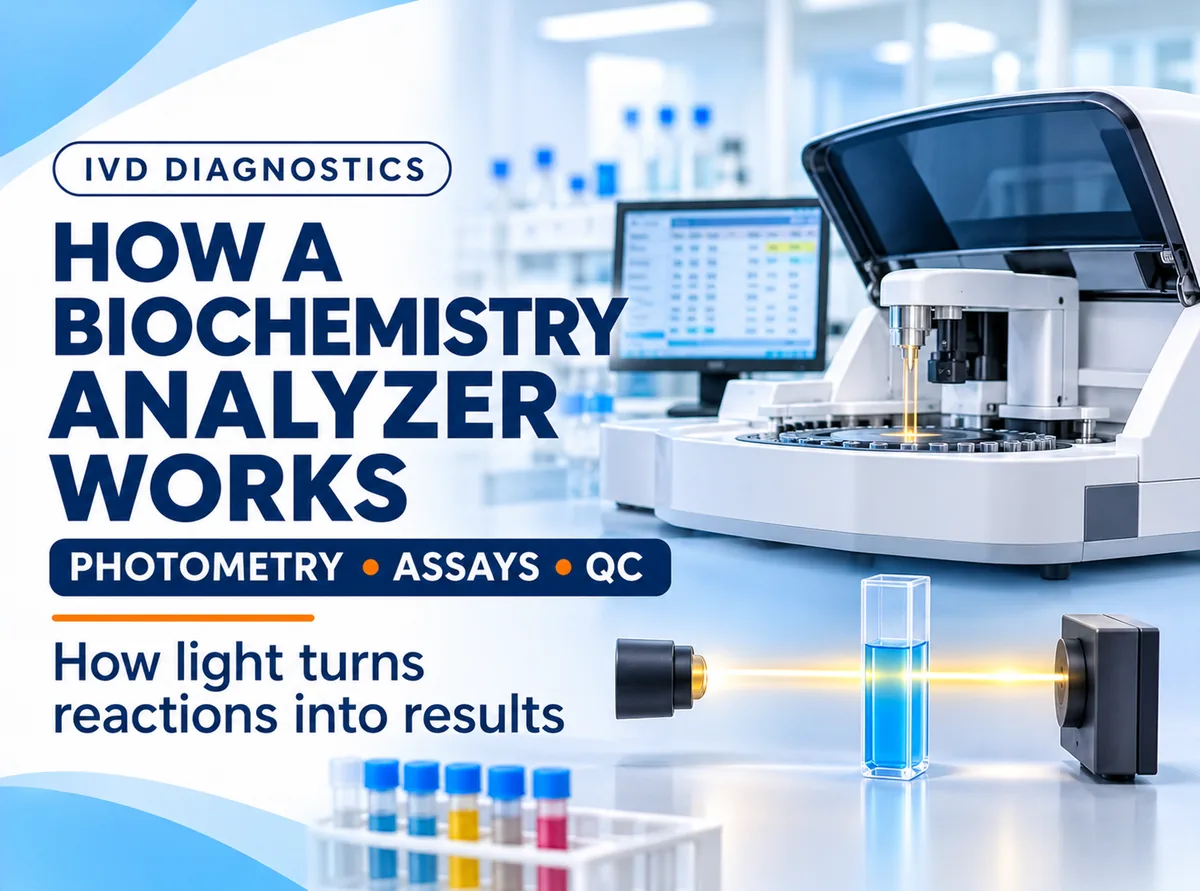 IVD DIAGNOSTICS
HOW A
BIOCHEMISTRY
ANALYZER
WORKS
PHOTOMETRY • ASSAYS • QC
How light turns
reactions into results